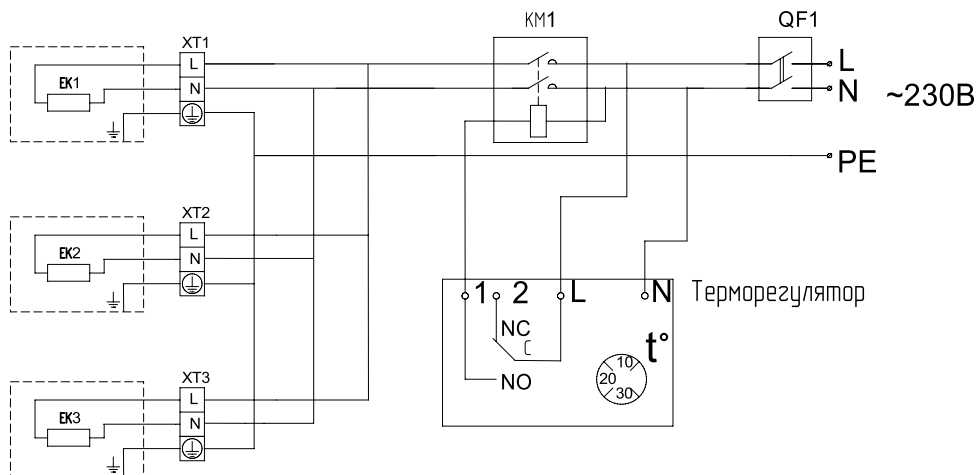 KM1
QF1
XT1
L
EK1
N
L
N
~230В
PE
XT2
L
EK2
N
1 2 L N
Терморегулятор
NC
C
NO
t°
10
20
30
XT3
L
EK3
N